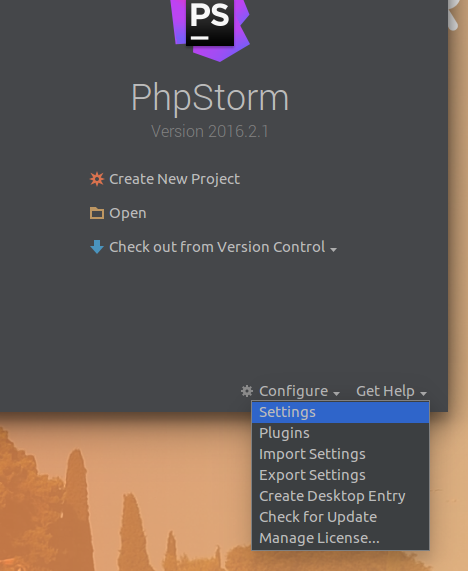 PS
PhpStorm
Version 2016.2.1
Create New Project
Open
Check out from Version Control
Configure Get Help
Settings
Plugins
Import Settings
Export Settings
Create Desktop Entry
Check for Update
Manage License...